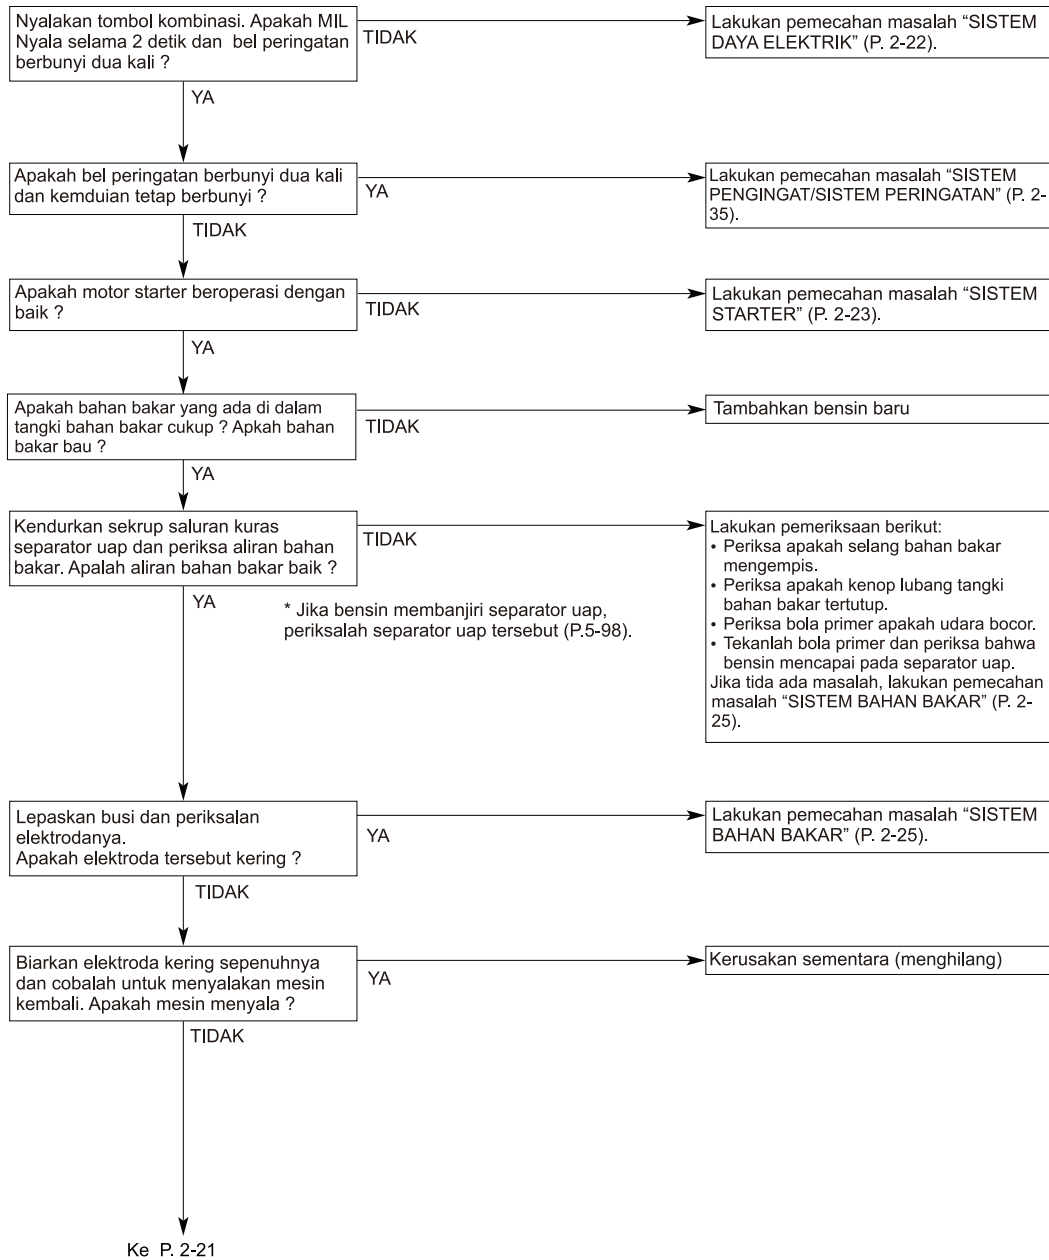 Nyalakan tombol kombinasi. Apakah MIL
Nyala selama 2 detik dan bel peringatan
berbunyi dua kali ?
TIDAK
Lakukan pemecahan masalah “SISTEM
DAYA ELEKTRIK” (P. 2-22).
YA
Apakah bel peringatan berbunyi dua kali
dan kemduian tetap berbunyi ?
YA
Lakukan pemecahan masalah “SISTEM
PENGINGAT/SISTEM PERINGATAN” (P. 2-
35).
TIDAK
Apakah motor starter beroperasi dengan
baik ?
TIDAK
Lakukan pemecahan masalah “SISTEM
STARTER” (P. 2-23).
YA
Apakah bahan bakar yang ada di dalam
tangki bahan bakar cukup ? Apkah bahan
bakar bau ?
TIDAK
Tambahkan bensin baru
YA
Kendurkan sekrup saluran kuras
separator uap dan periksa aliran bahan
bakar. Apalah aliran bahan bakar baik ?
TIDAK
Lakukan pemeriksaan berikut:
• Periksa apakah selang bahan bakar
mengempis.
• Periksa apakah kenop lubang tangki
bahan bakar tertutup.
• Periksa bola primer apakah udara bocor.
• Tekanlah bola primer dan periksa bahwa
bensin mencapai pada separator uap.
Jika tida ada masalah, lakukan pemecahan
masalah “SISTEM BAHAN BAKAR” (P. 2-
25).
YA
* Jika bensin membanjiri separator uap,
periksalah separator uap tersebut (P.5-98).
Lepaskan busi dan periksalan
elektrodanya.
Apakah elektroda tersebut kering ?
YA
Lakukan pemecahan masalah “SISTEM
BAHAN BAKAR” (P. 2-25).
TIDAK
Biarkan elektroda kering sepenuhnya
dan cobalah untuk menyalakan mesin
kembali. Apakah mesin menyala ?
YA
Kerusakan sementara (menghilang)
TIDAK
Ke P. 2-21